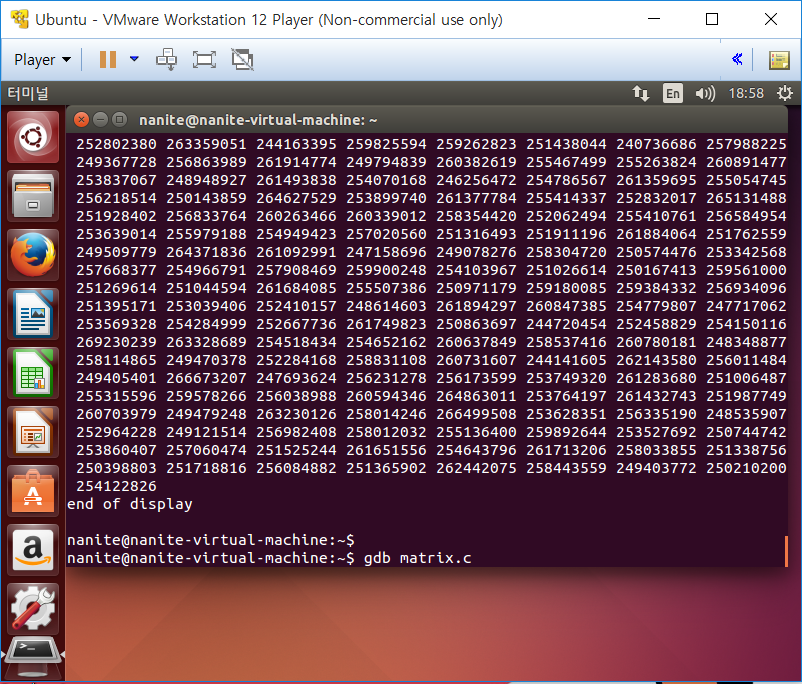 Ubuntu - VMware Workstation 12 Player (Non-commercial use only)
Player
터미널 En 18:58
nanite@nanite-virtual-machine: ~
252802380 263359051 244163395 259825594 259262823 251438044 240736686 257988225
249367728 256863989 261914774 249794839 260382619 255467499 255263824 260891477
253837067 248948927 261493838 254070168 246256472 254786567 261359695 255054745
256218514 250143859 264627529 253899740 261377784 255414337 252832017 265131488
251928402 256833764 260263466 260339012 258354420 252062494 255410761 256584954
253639014 255979188 254949423 257020560 251316493 251911196 261884064 251762559
249509779 264371836 261092991 247158696 249078276 258304720 250574476 253342568
257668377 254966791 257908469 259900248 254103967 251026614 250167413 259561000
251269614 251044594 261684085 255507386 250971179 259180085 259384332 256934096
251395171 253039406 252410157 248614603 261894297 260847385 254779807 247717062
253569328 254284999 252667736 261749823 250863697 244720454 252458829 254150116
269230239 263328689 254518434 254652162 260637849 258537416 260780181 248348877
258114865 249470378 252284168 258831108 260731607 244141605 262143580 256011484
249405401 266673207 247693624 256231278 256173599 253749320 261283680 251006487
255315596 259578266 256038988 260594346 264863011 253764197 261432743 251987749
260703979 249479248 263230126 258014246 266499508 253628351 256335190 248535907
252964228 249121514 256982408 258012032 255136400 259892644 253527692 250744742
253860407 257060474 251525244 261651556 254643796 261713206 258033855 251338756
250398803 251718816 256084882 251365902 262442075 258443559 249403772 250210200
254122826
end of display
nanite@nanite-virtual-machine:~$
nanite@nanite-virtual-machine:~$ gdb matrix.c